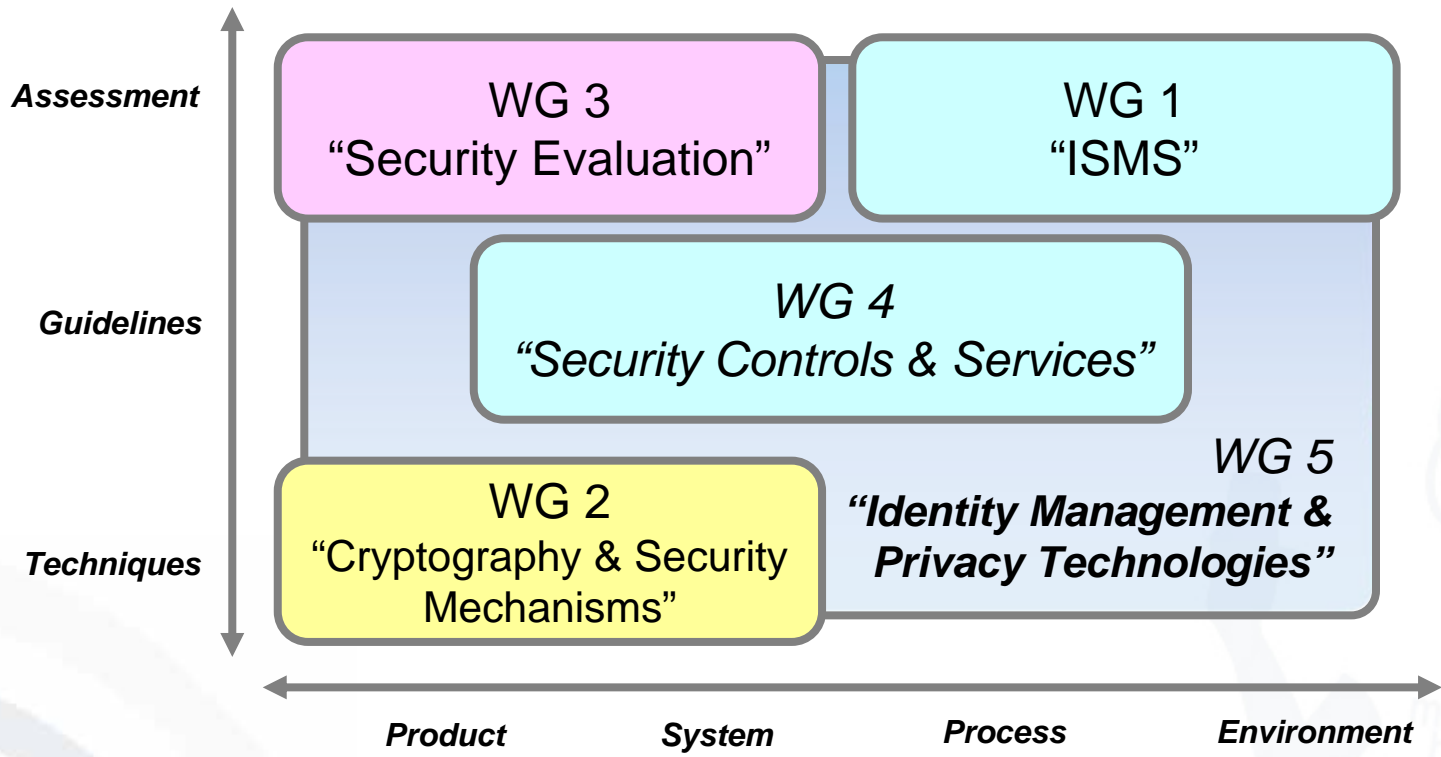 Assessment
WG 3
“Security Evaluation”
WG 1
“ISMS”
Guidelines
WG 4
“Security Controls & Services”
WG 5
“Identity Management &
Privacy Technologies”
Techniques
WG 2
“Cryptography & Security
Mechanisms”
Product
System
Process
Environment